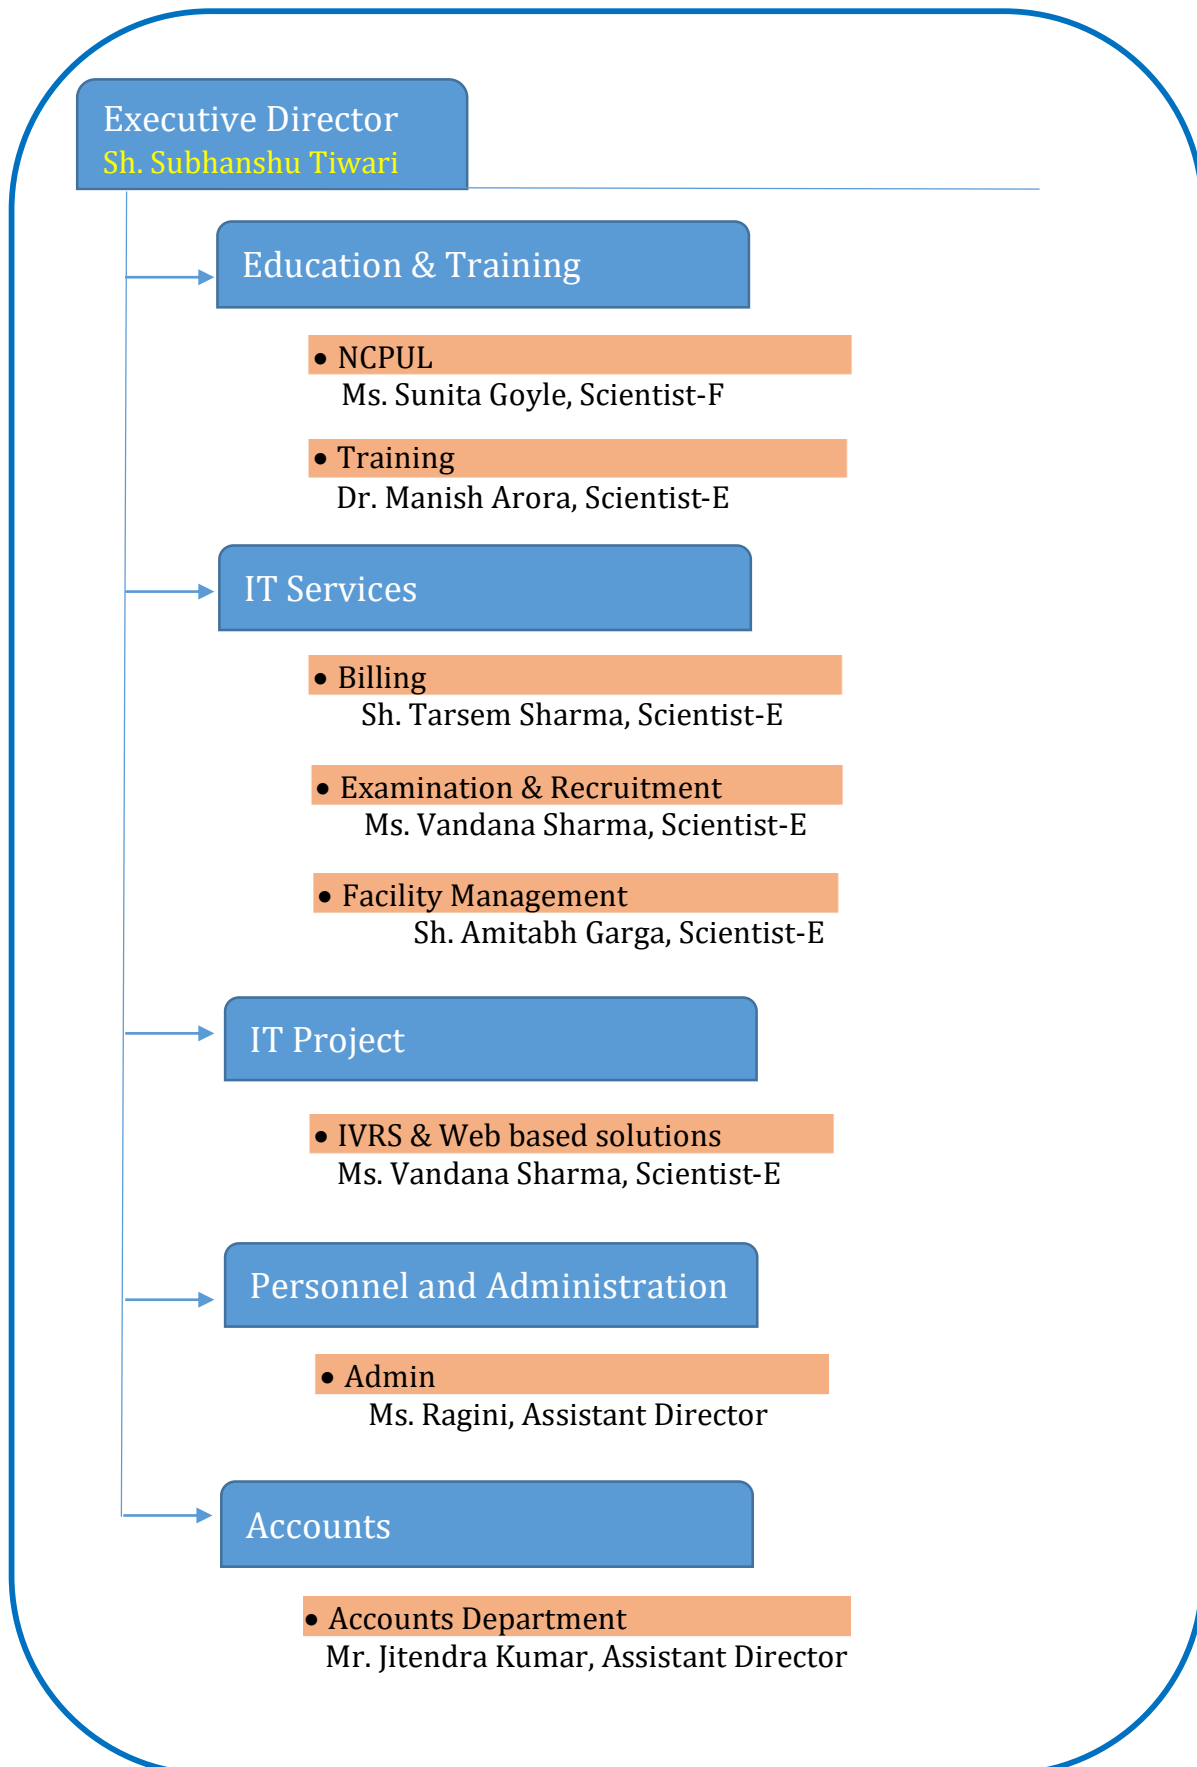 Executive Director
Sh. Subhanshu Tiwari
Education & Training
• NCPUL
Ms. Sunita Goyle, Scientist-F
• Training
Dr. Manish Arora, Scientist-E
IT Services
• Billing
Sh. Tarsem Sharma, Scientist-E
• Examination & Recruitment
Ms. Vandana Sharma, Scientist-E
• Facility Management
Sh. Amitabh Garga, Scientist-E
IT Project
• IVRS & Web based solutions
Ms. Vandana Sharma, Scientist-E
Personnel and Administration
• Admin
Ms. Ragini, Assistant Director
Accounts
• Accounts Department
Mr. Jitendra Kumar, Assistant Director